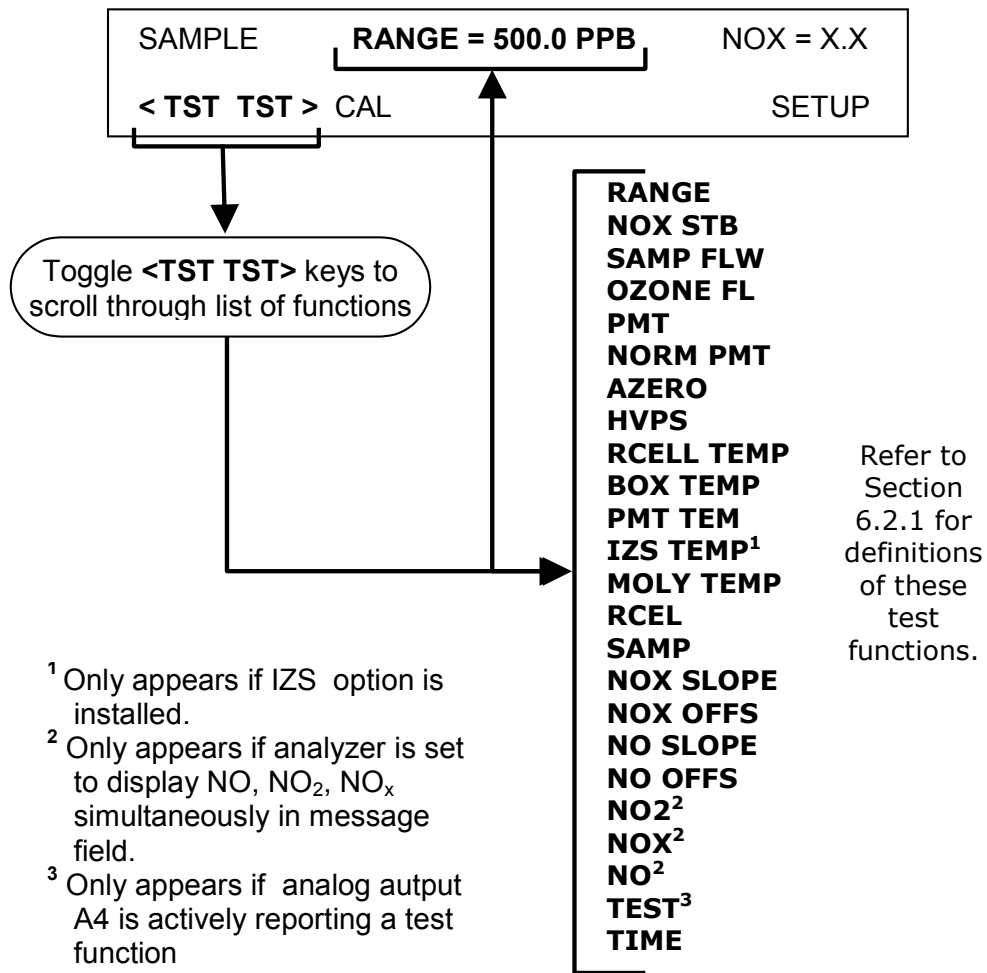 SAMPLE RANGE = 500.0 PPB NOX = X.X
< TST TST > CAL SETUP
Toggle <TST TST> keys to
scroll through list of functions
RANGE
NOX STB
SAMP FLW
OZONE FL
PMT
NORM PMT
AZERO
HVPS
RCELL TEMP
BOX TEMP
PMT TEM
IZS TEMP¹
MOLY TEMP
RCEL
SAMP
NOX SLOPE
NOX OFFS
NO SLOPE
NO OFFS
NO2²
NOX²
NO²
TEST³
TIME
Refer to
Section
6.2.1 for
definitions
of these
test
functions.
¹ Only appears if IZS option is
installed.
² Only appears if analyzer is set
to display NO, NO₂, NOₓ
simultaneously in message
field.
³ Only appears if analog autput
A4 is actively reporting a test
function